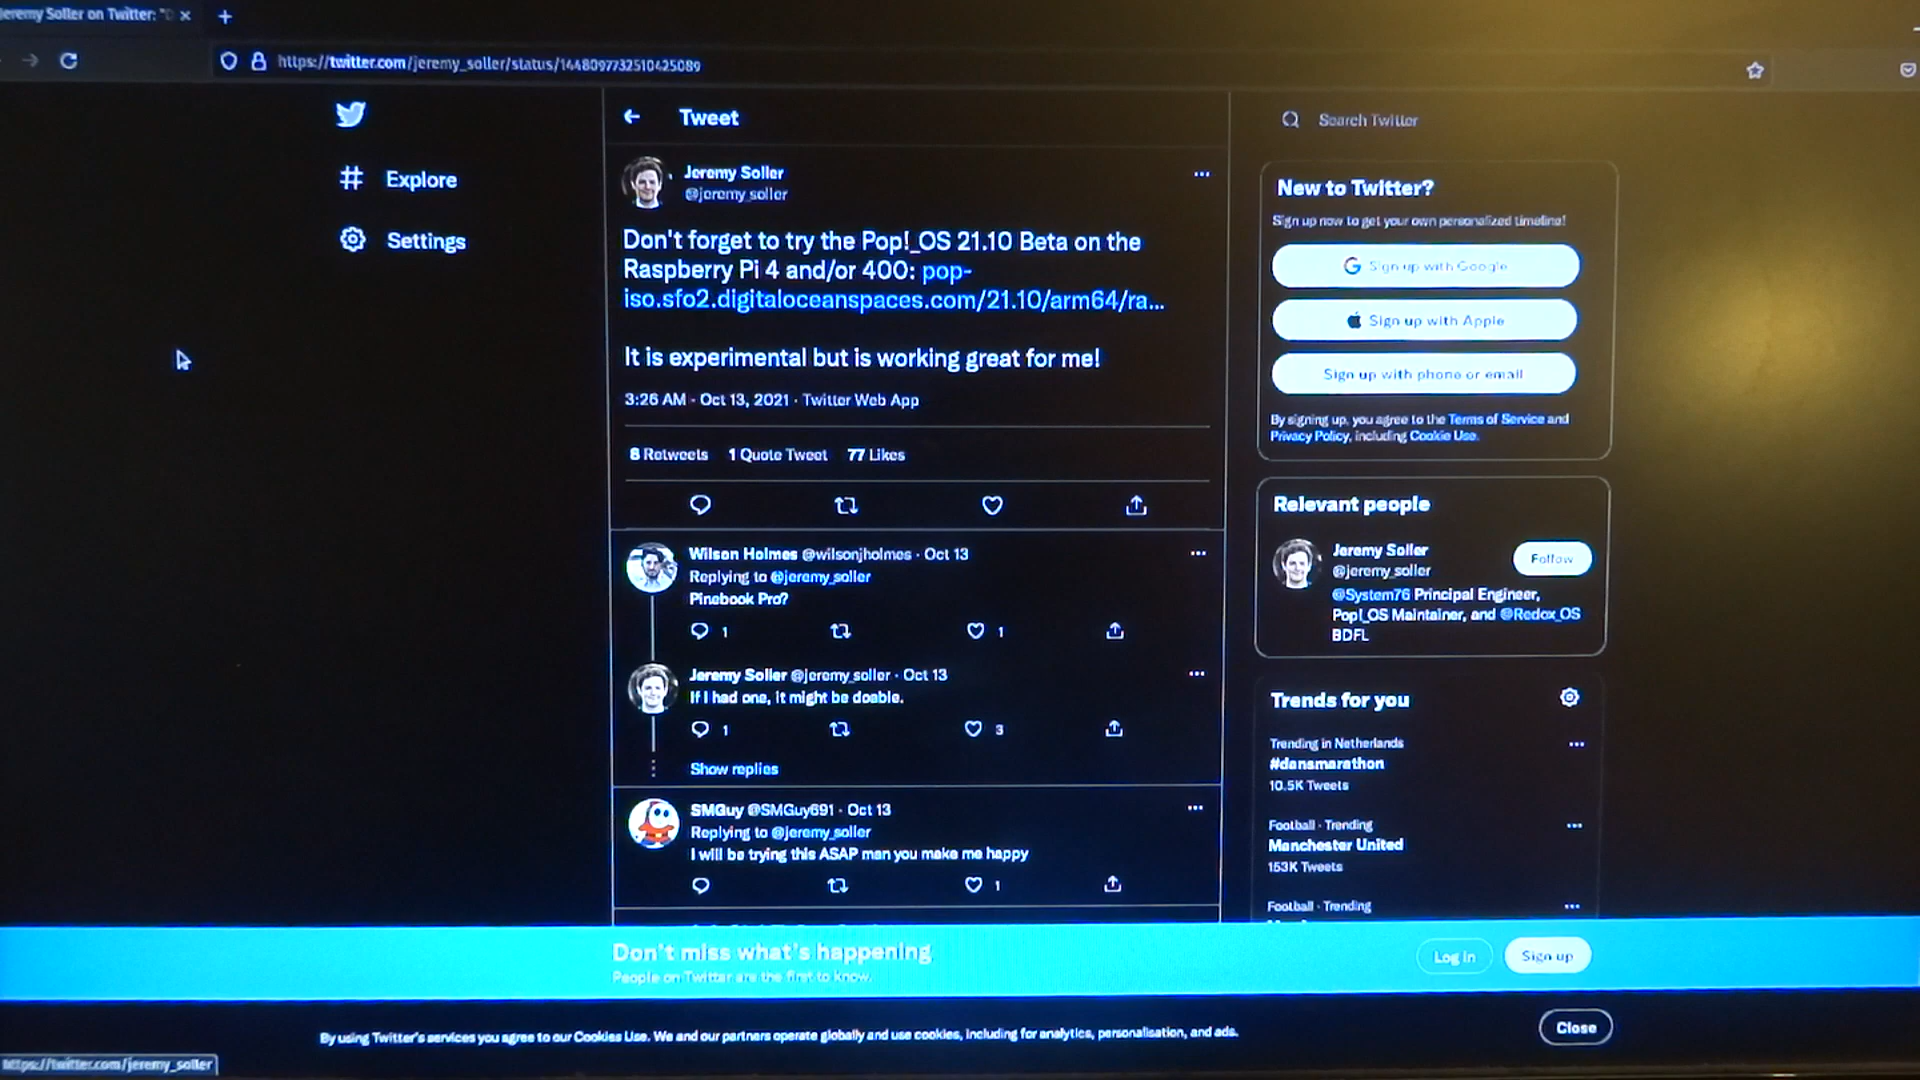 Jeremy Soller on Twitter: "D
https://twitter.com/jeremy_soller/status/1448097732510425089
Explore
Settings
Tweet
Jeremy Soller
@jeremy_soller
Don't forget to try the Pop!_OS 21.10 Beta on the
Raspberry Pi 4 and/or 400: pop-
iso.sfo2.digitaloceanspaces.com/21.10/arm64/ra...
It is experimental but is working great for me!
3:26 AM · Oct 13, 2021 · Twitter Web App
8 Retweets 1 Quote Tweet 77 Likes
Wilson Holmes @wilsonjholmes · Oct 13
Replying to @jeremy_soller
Pinebook Pro?
1 1
Jeremy Soller @jeremy_soller · Oct 13
If I had one, it might be doable.
1 3
Show replies
SMGuy @SMGuy691 · Oct 13
Replying to @jeremy_soller
I will be trying this ASAP man you make me happy
1
Search Twitter
New to Twitter?
Sign up now to get your own personalized timeline!
Sign up with Google
Sign up with Apple
Sign up with phone or email
By signing up, you agree to the Terms of Service and
Privacy Policy, including Cookie Use.
Relevant people
Jeremy Soller
@jeremy_soller
Follow
@System76 Principal Engineer,
Pop!_OS Maintainer, and @Redox_OS
BDFL
Trends for you
Trending in Netherlands
#dansmarathon
10.5K Tweets
Football · Trending
Manchester United
153K Tweets
Football · Trending
Don't miss what's happening
People on Twitter are the first to know.
Log in
Sign up
By using Twitter's services you agree to our Cookies Use. We and our partners operate globally and use cookies, including for analytics, personalisation, and ads.
Close
https://twitter.com/jeremy_soller